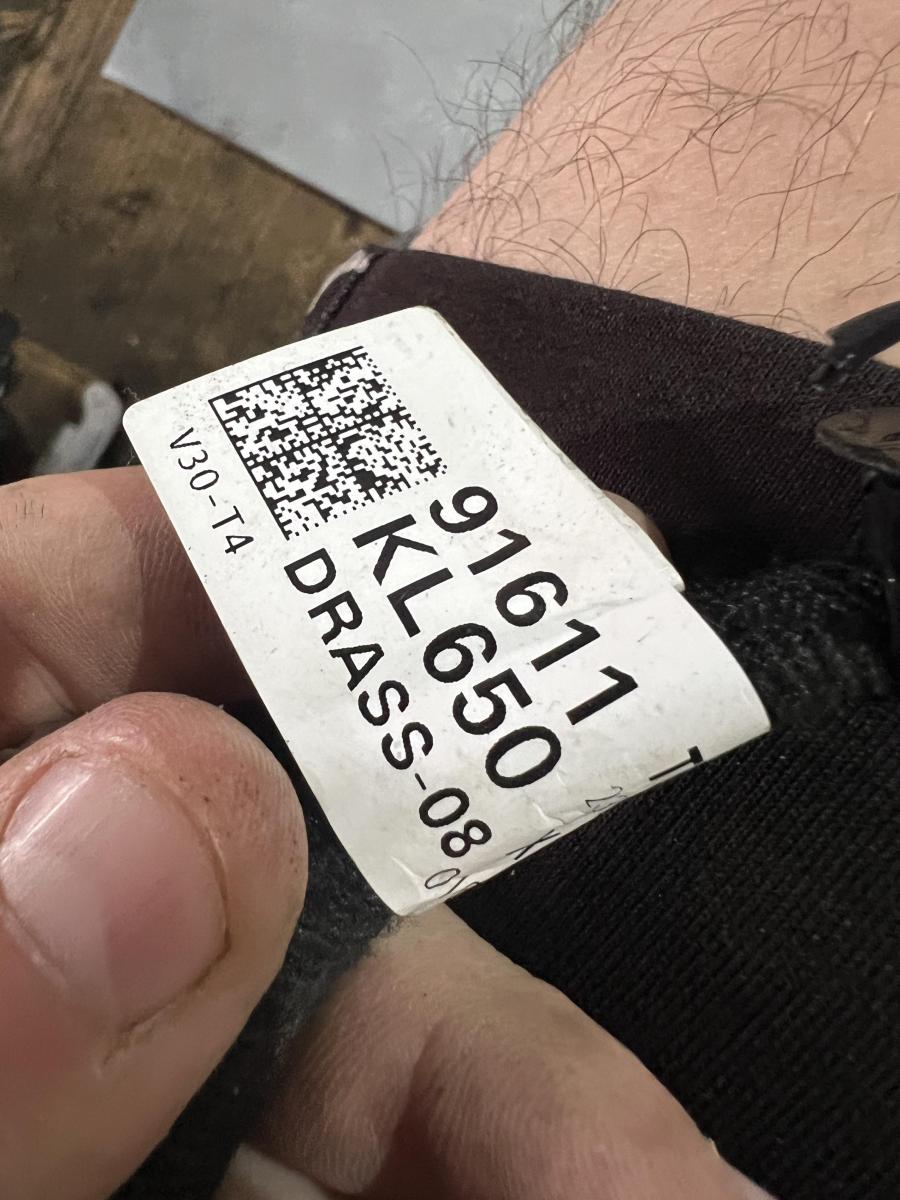 91611
KL650
DRASS-08
V30-T4
T
X